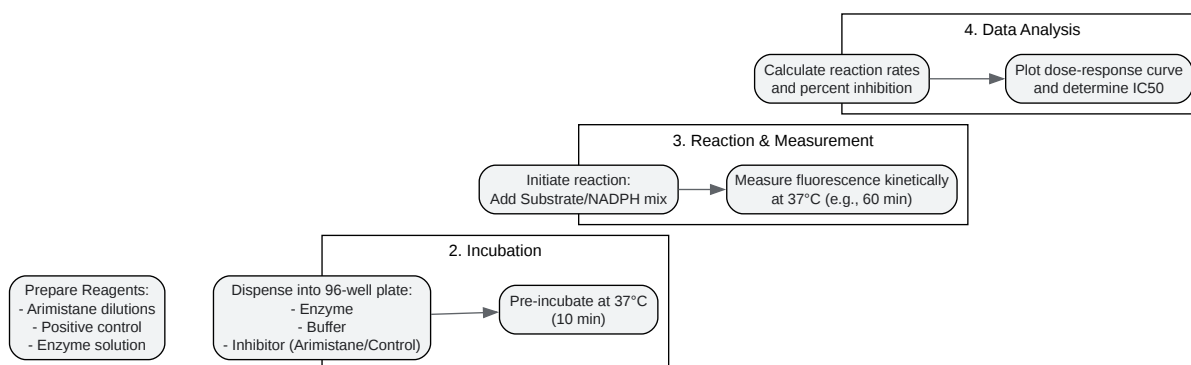 4. Data Analysis
Calculate reaction rates
and percent inhibition
Plot dose-response curve
and determine IC50
3. Reaction & Measurement
Initiate reaction:
Add Substrate/NADPH mix
Measure fluorescence kinetically
at 37°C (e.g., 60 min)
2. Incubation
Prepare Reagents:
- Arimistane dilutions
- Positive control
- Enzyme solution
Dispense into 96-well plate:
- Enzyme
- Buffer
- Inhibitor (Arimistane/Control)
Pre-incubate at 37°C
(10 min)